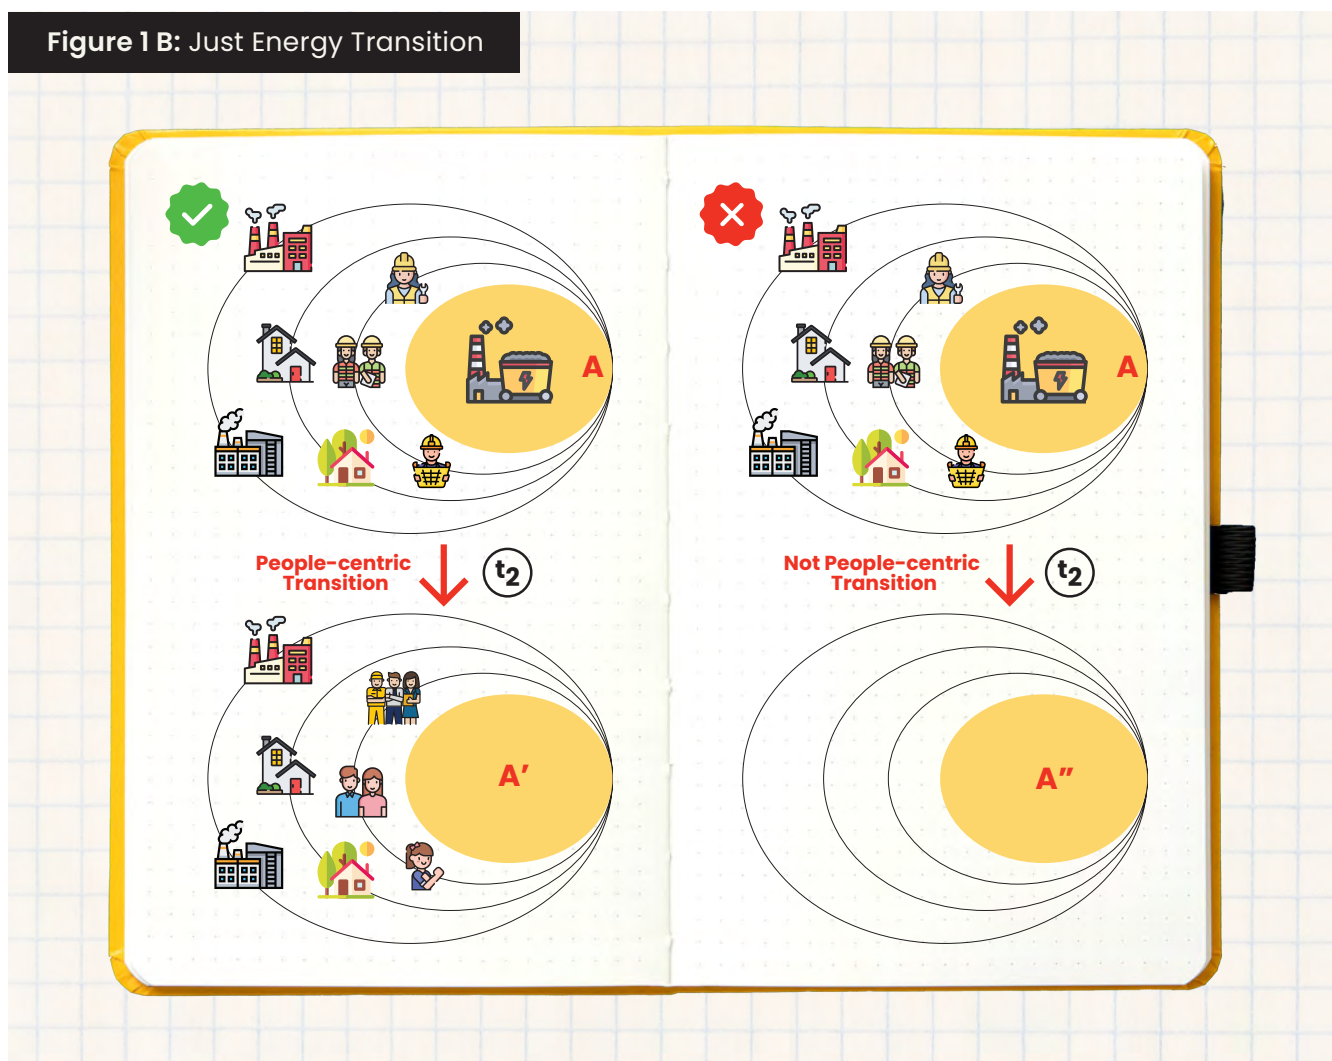 Figure 1 B: Just Energy Transition
A
People-centric
Transition
t2
A′
A
Not People-centric
Transition
t2
A″